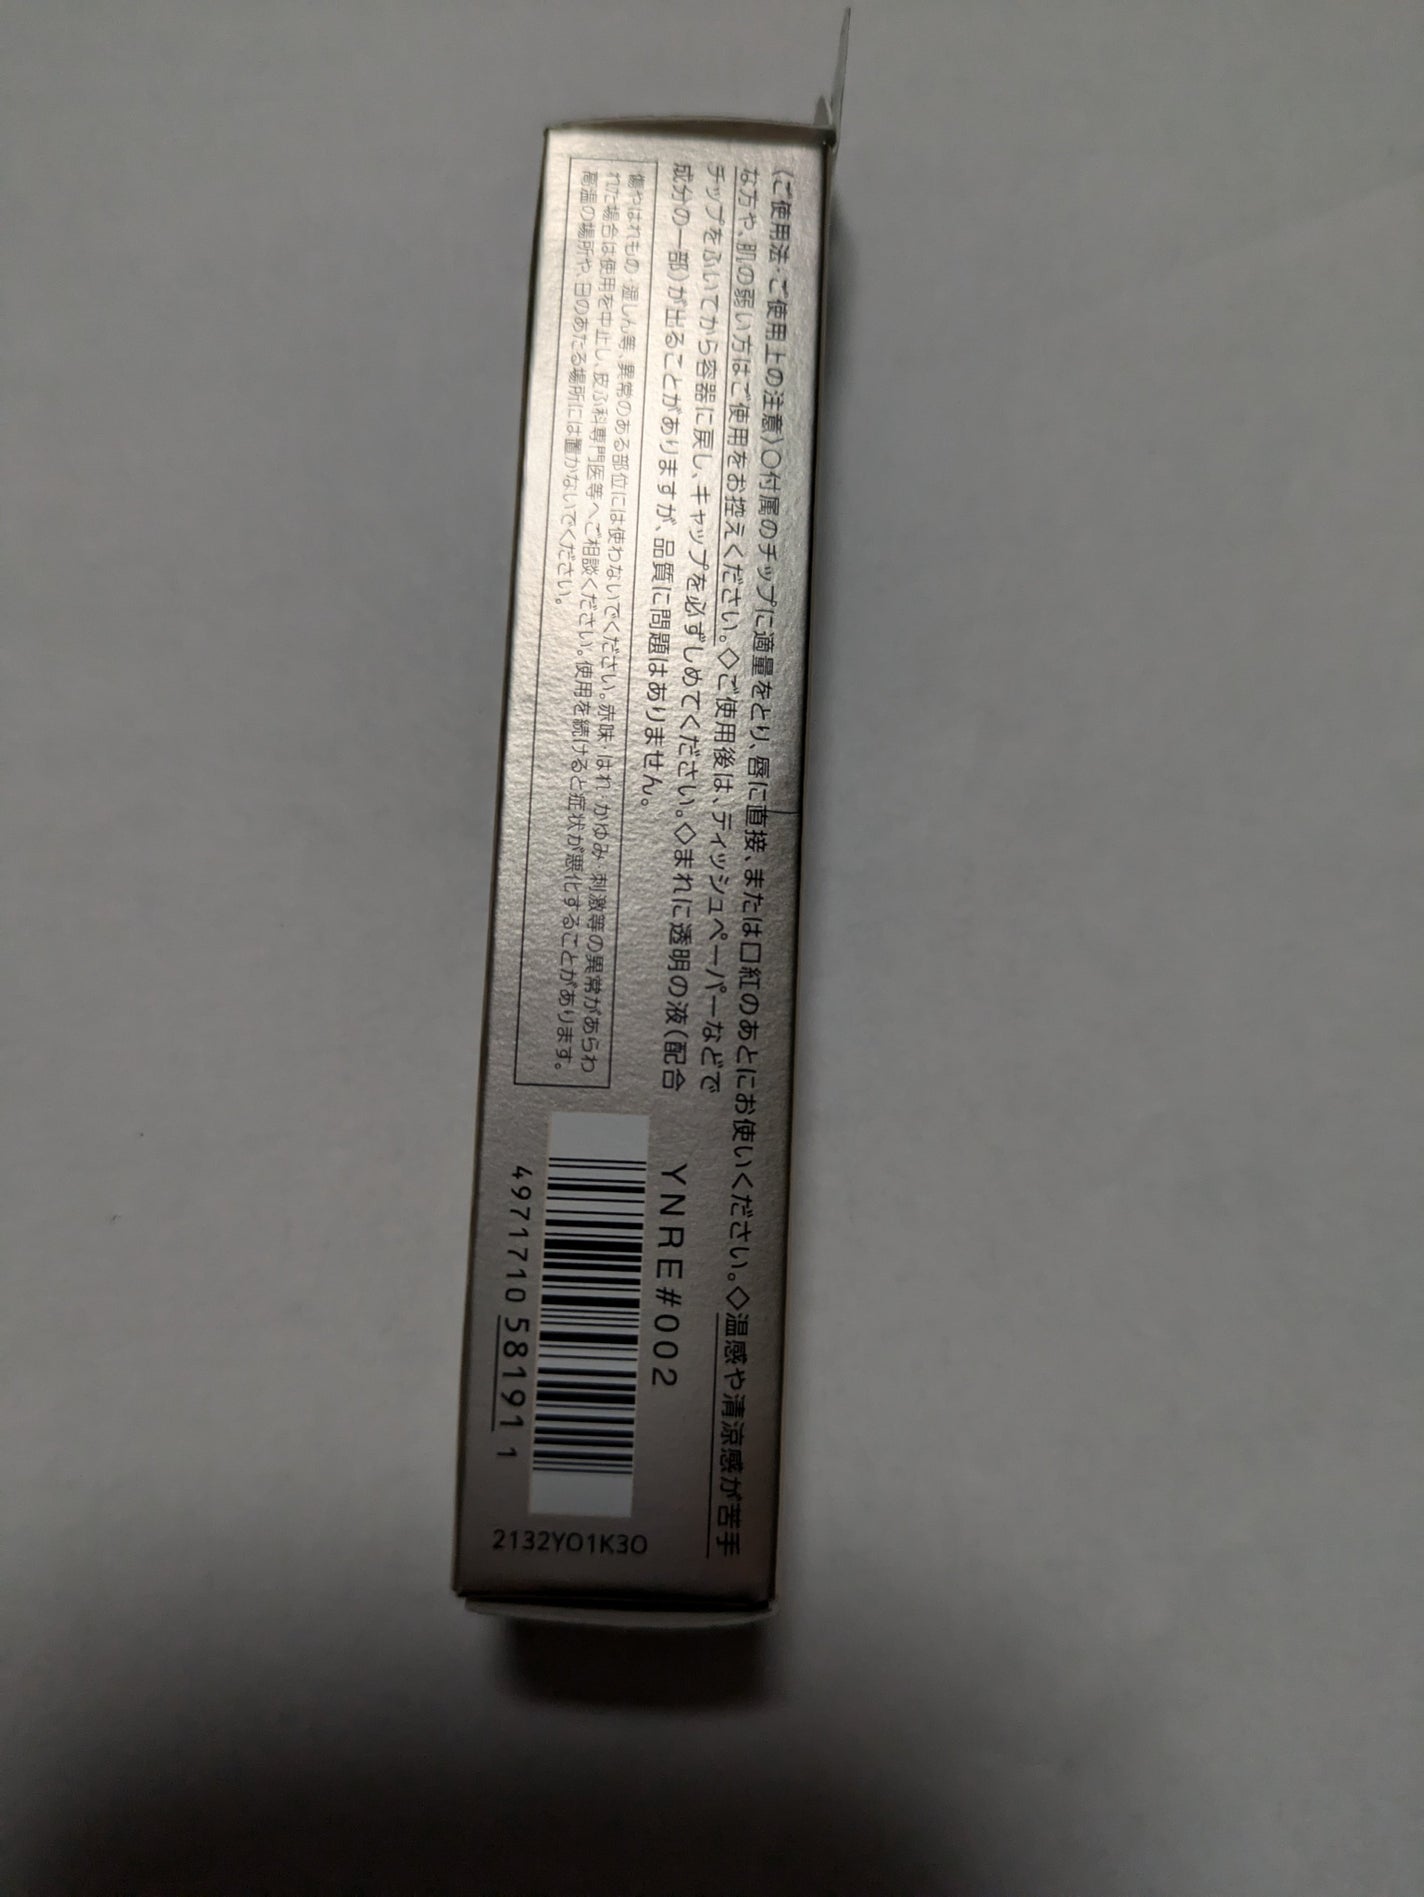 〈ご使用法・ご使用上の注意〉○付属のチップに適量をとり、唇に直接、または口紅のあとにお使いください。◇温感や清涼感が苦手
な方や、肌の弱い方はご使用をお控えください。◇ご使用後は、ティッシュペーパーなどで
チップをふいてから容器に戻し、キャップを必ずしめてください。◇まれに透明の液(配合
成分の一部)が出ることがありますが、品質に問題はありません。
傷やはれもの・湿しん等、異常のある部位には使わないでください。赤味・はれ・かゆみ・刺激等の異常があらわ
れた場合は使用を中止し、皮ふ科専門医等へご相談ください。使用を続けると症状が悪化することがあります。
高温の場所や、日のあたる場所には置かないでください。
YNRE#002
4971710 58191 1
2132YO1K3O